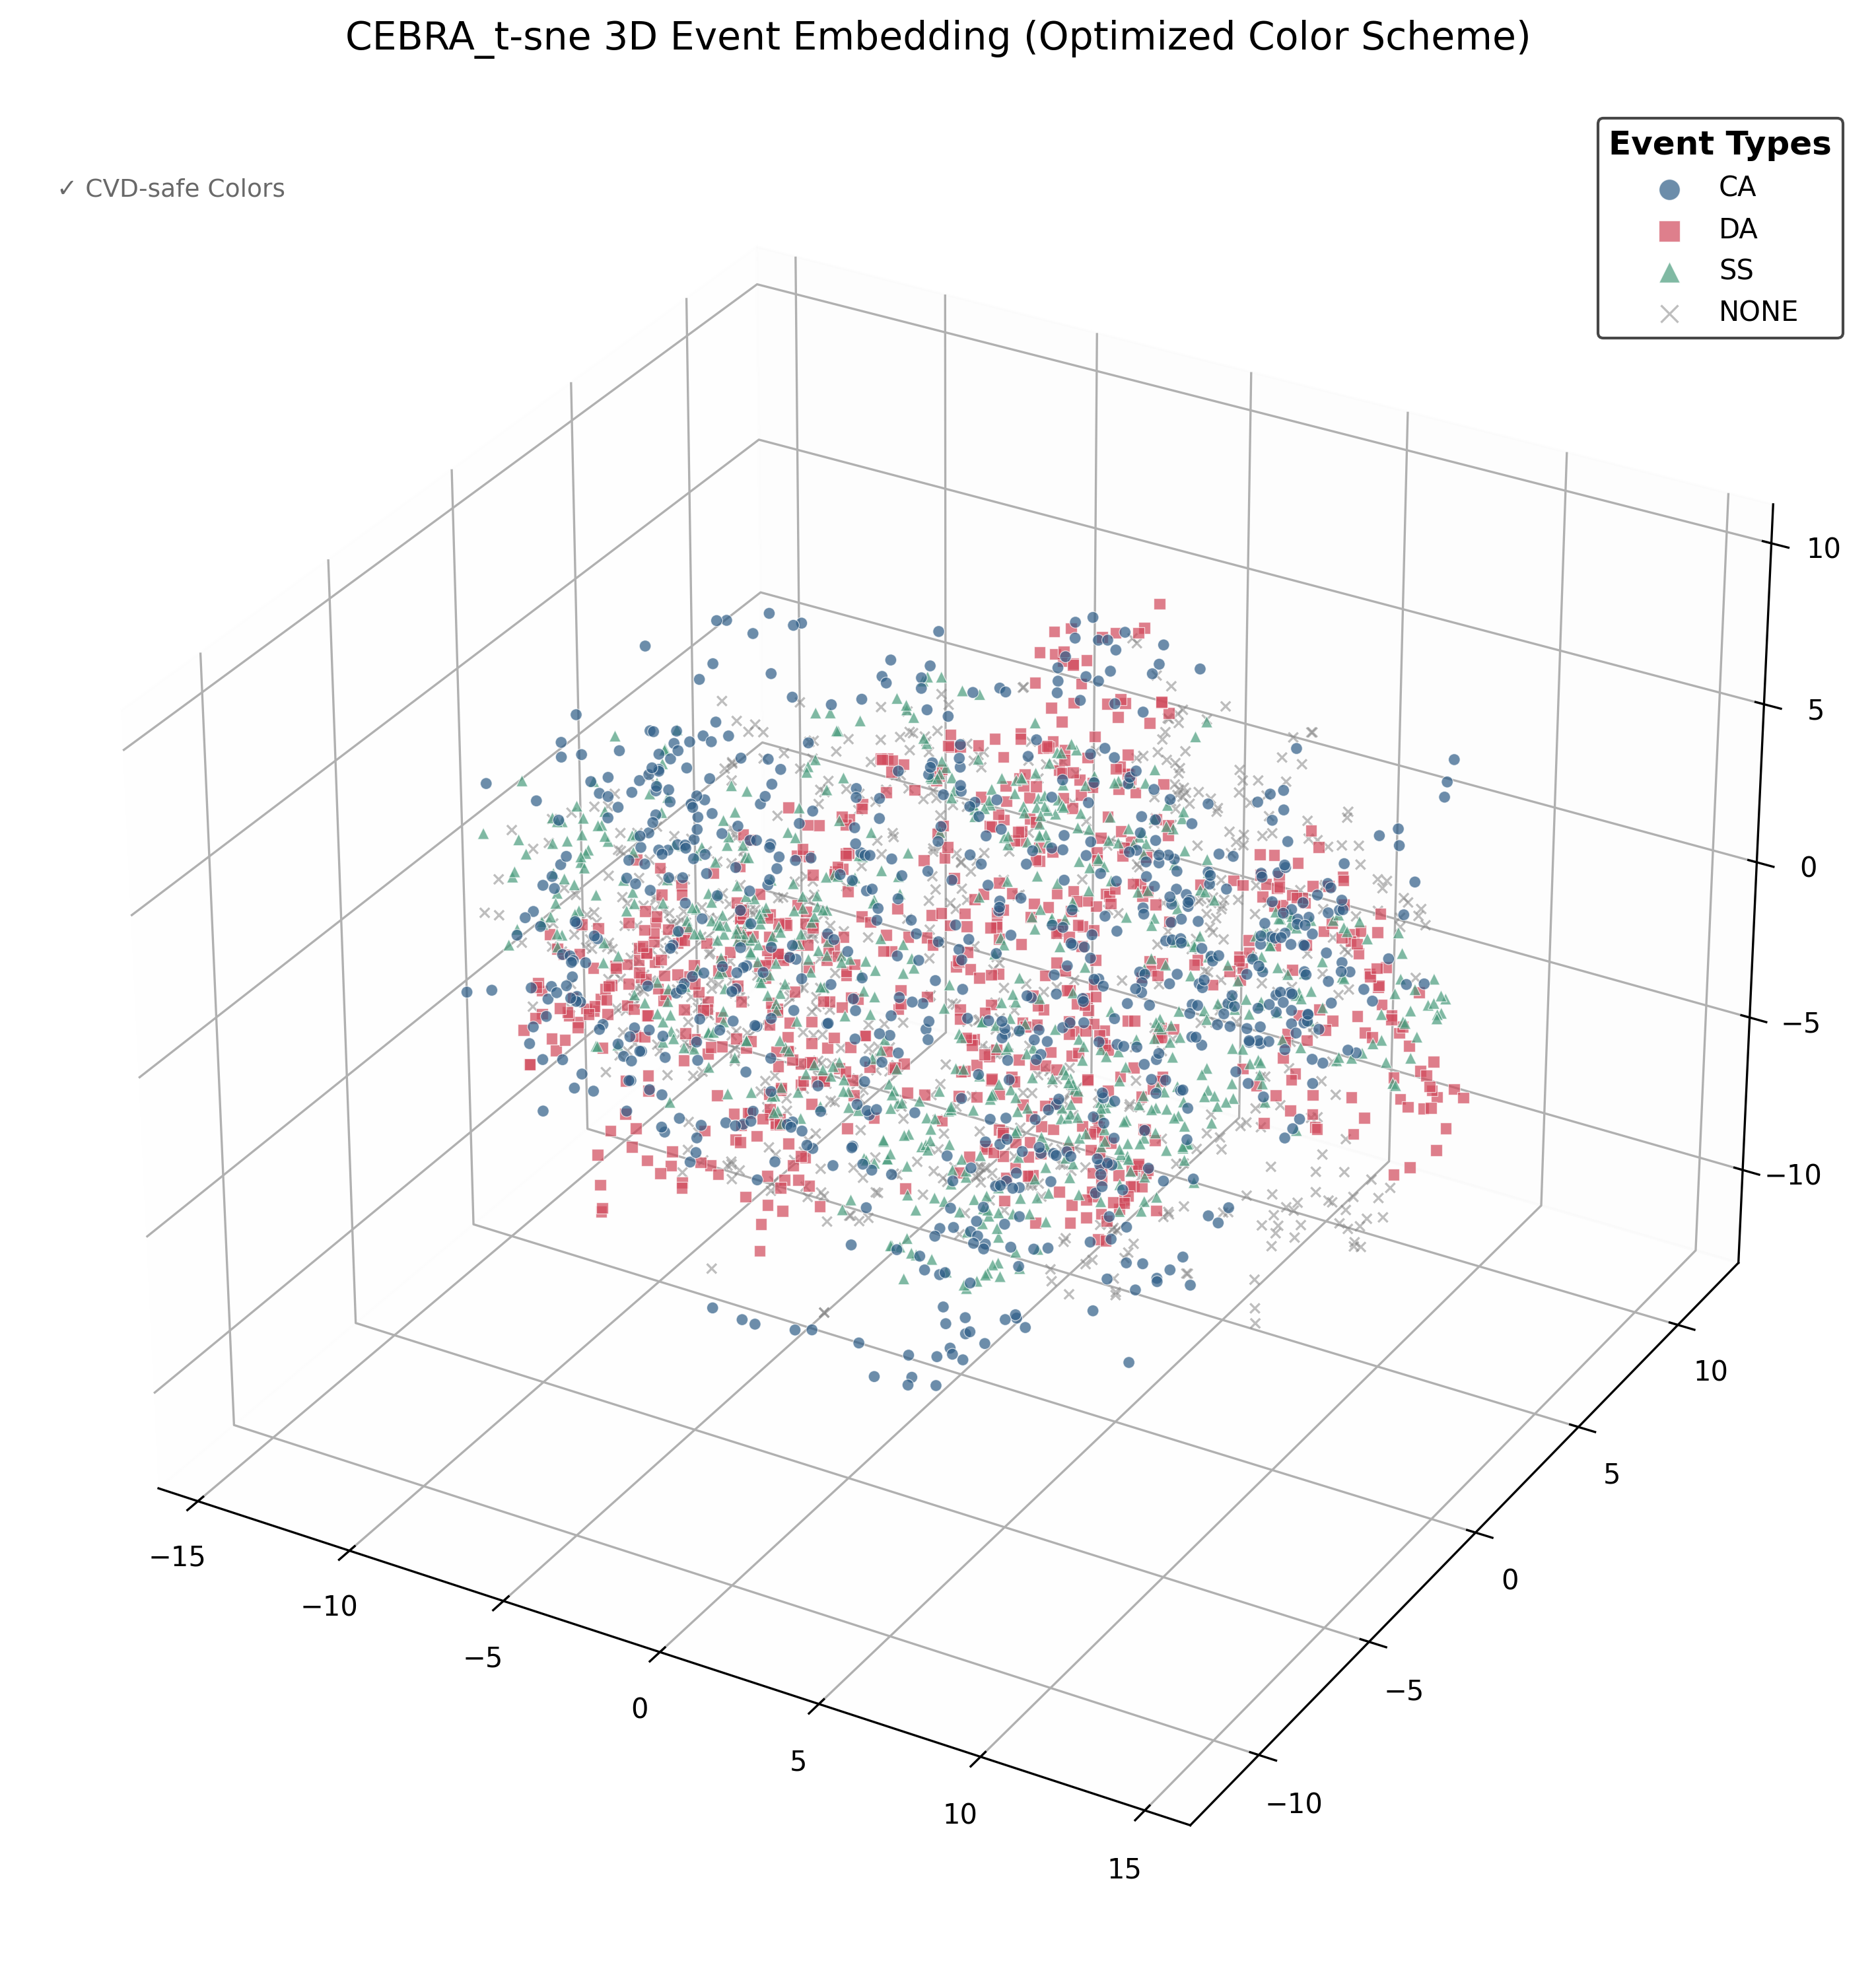 CEBRA_t-sne 3D Event Embedding (Optimized Color Scheme)
✓ CVD-safe Colors
Event Types
CA
DA
SS
NONE
10
5
0
−5
−10
10
5
0
−5
−10
−15
−10
−5
0
5
10
15